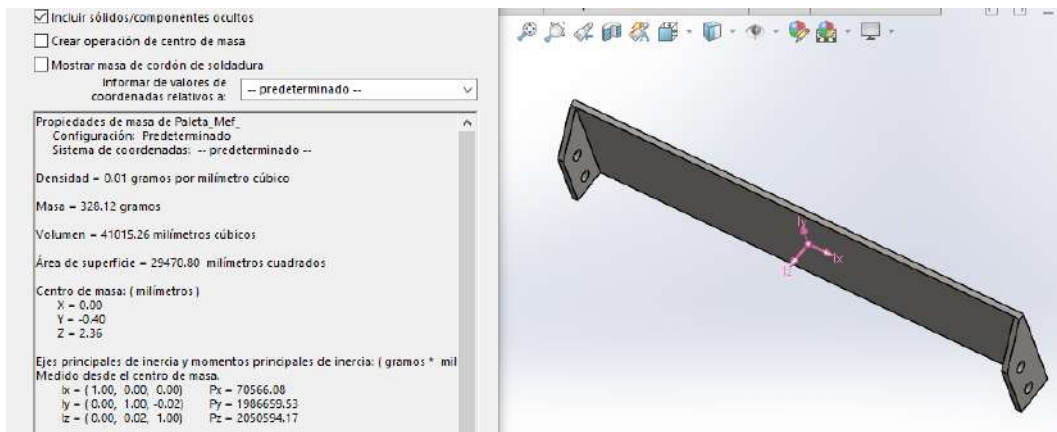 Incluir sólidos/componentes ocultos
Crear operación de centro de masa
Mostrar masa de cordón de soldadura
Informar de valores de
coordenadas relativos a:
-- predeterminado --
Propiedades de masa de Paleta_Mef_
Configuración: Predeterminado
Sistema de coordenadas: -- predeterminado --
Densidad = 0.01 gramos por milímetro cúbico
Masa = 328.12 gramos
Volumen = 41015.26 milímetros cúbicos
Área de superficie = 29470.80 milímetros cuadrados
Centro de masa: ( milímetros )
X = 0.00
Y = -0.40
Z = 2.36
Ejes principales de inercia y momentos principales de inercia: ( gramos * mil
Medido desde el centro de masa.
Ix = ( 1.00, 0.00, 0.00) Px = 70566.08
Iy = ( 0.00, 1.00, -0.02) Py = 1986659.53
Iz = ( 0.00, 0.02, 1.00) Pz = 2050594.17
Iy
Ix
Iz